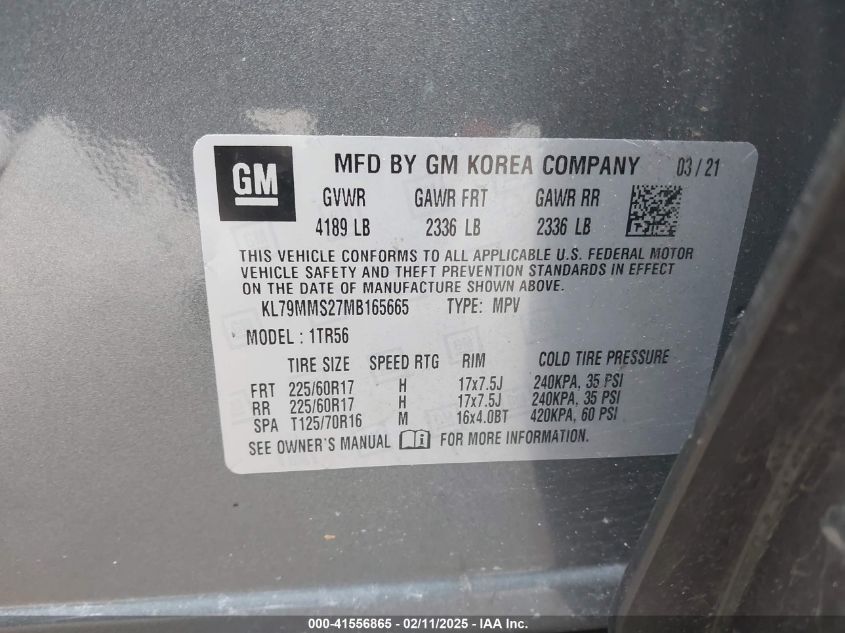 GM
MFD BY GM KOREA COMPANY 03/21
GVWR GAWR FRT GAWR RR
4189 LB 2336 LB 2336 LB
THIS VEHICLE CONFORMS TO ALL APPLICABLE U.S. FEDERAL MOTOR
VEHICLE SAFETY AND THEFT PREVENTION STANDARDS IN EFFECT
ON THE DATE OF MANUFACTURE SHOWN ABOVE.
KL79MMS27MB165665 TYPE: MPV
MODEL: 1TR56
TIRE SIZE SPEED RTG RIM COLD TIRE PRESSURE
FRT 225/60R17 H 17x7.5J 240KPA, 35 PSI
RR 225/60R17 H 17x7.5J 240KPA, 35 PSI
SPA T125/70R16 M 16x4.0BT 420KPA, 60 PSI
SEE OWNER'S MANUAL FOR MORE INFORMATION.
000-41556865 - 02/11/2025 - IAA Inc.